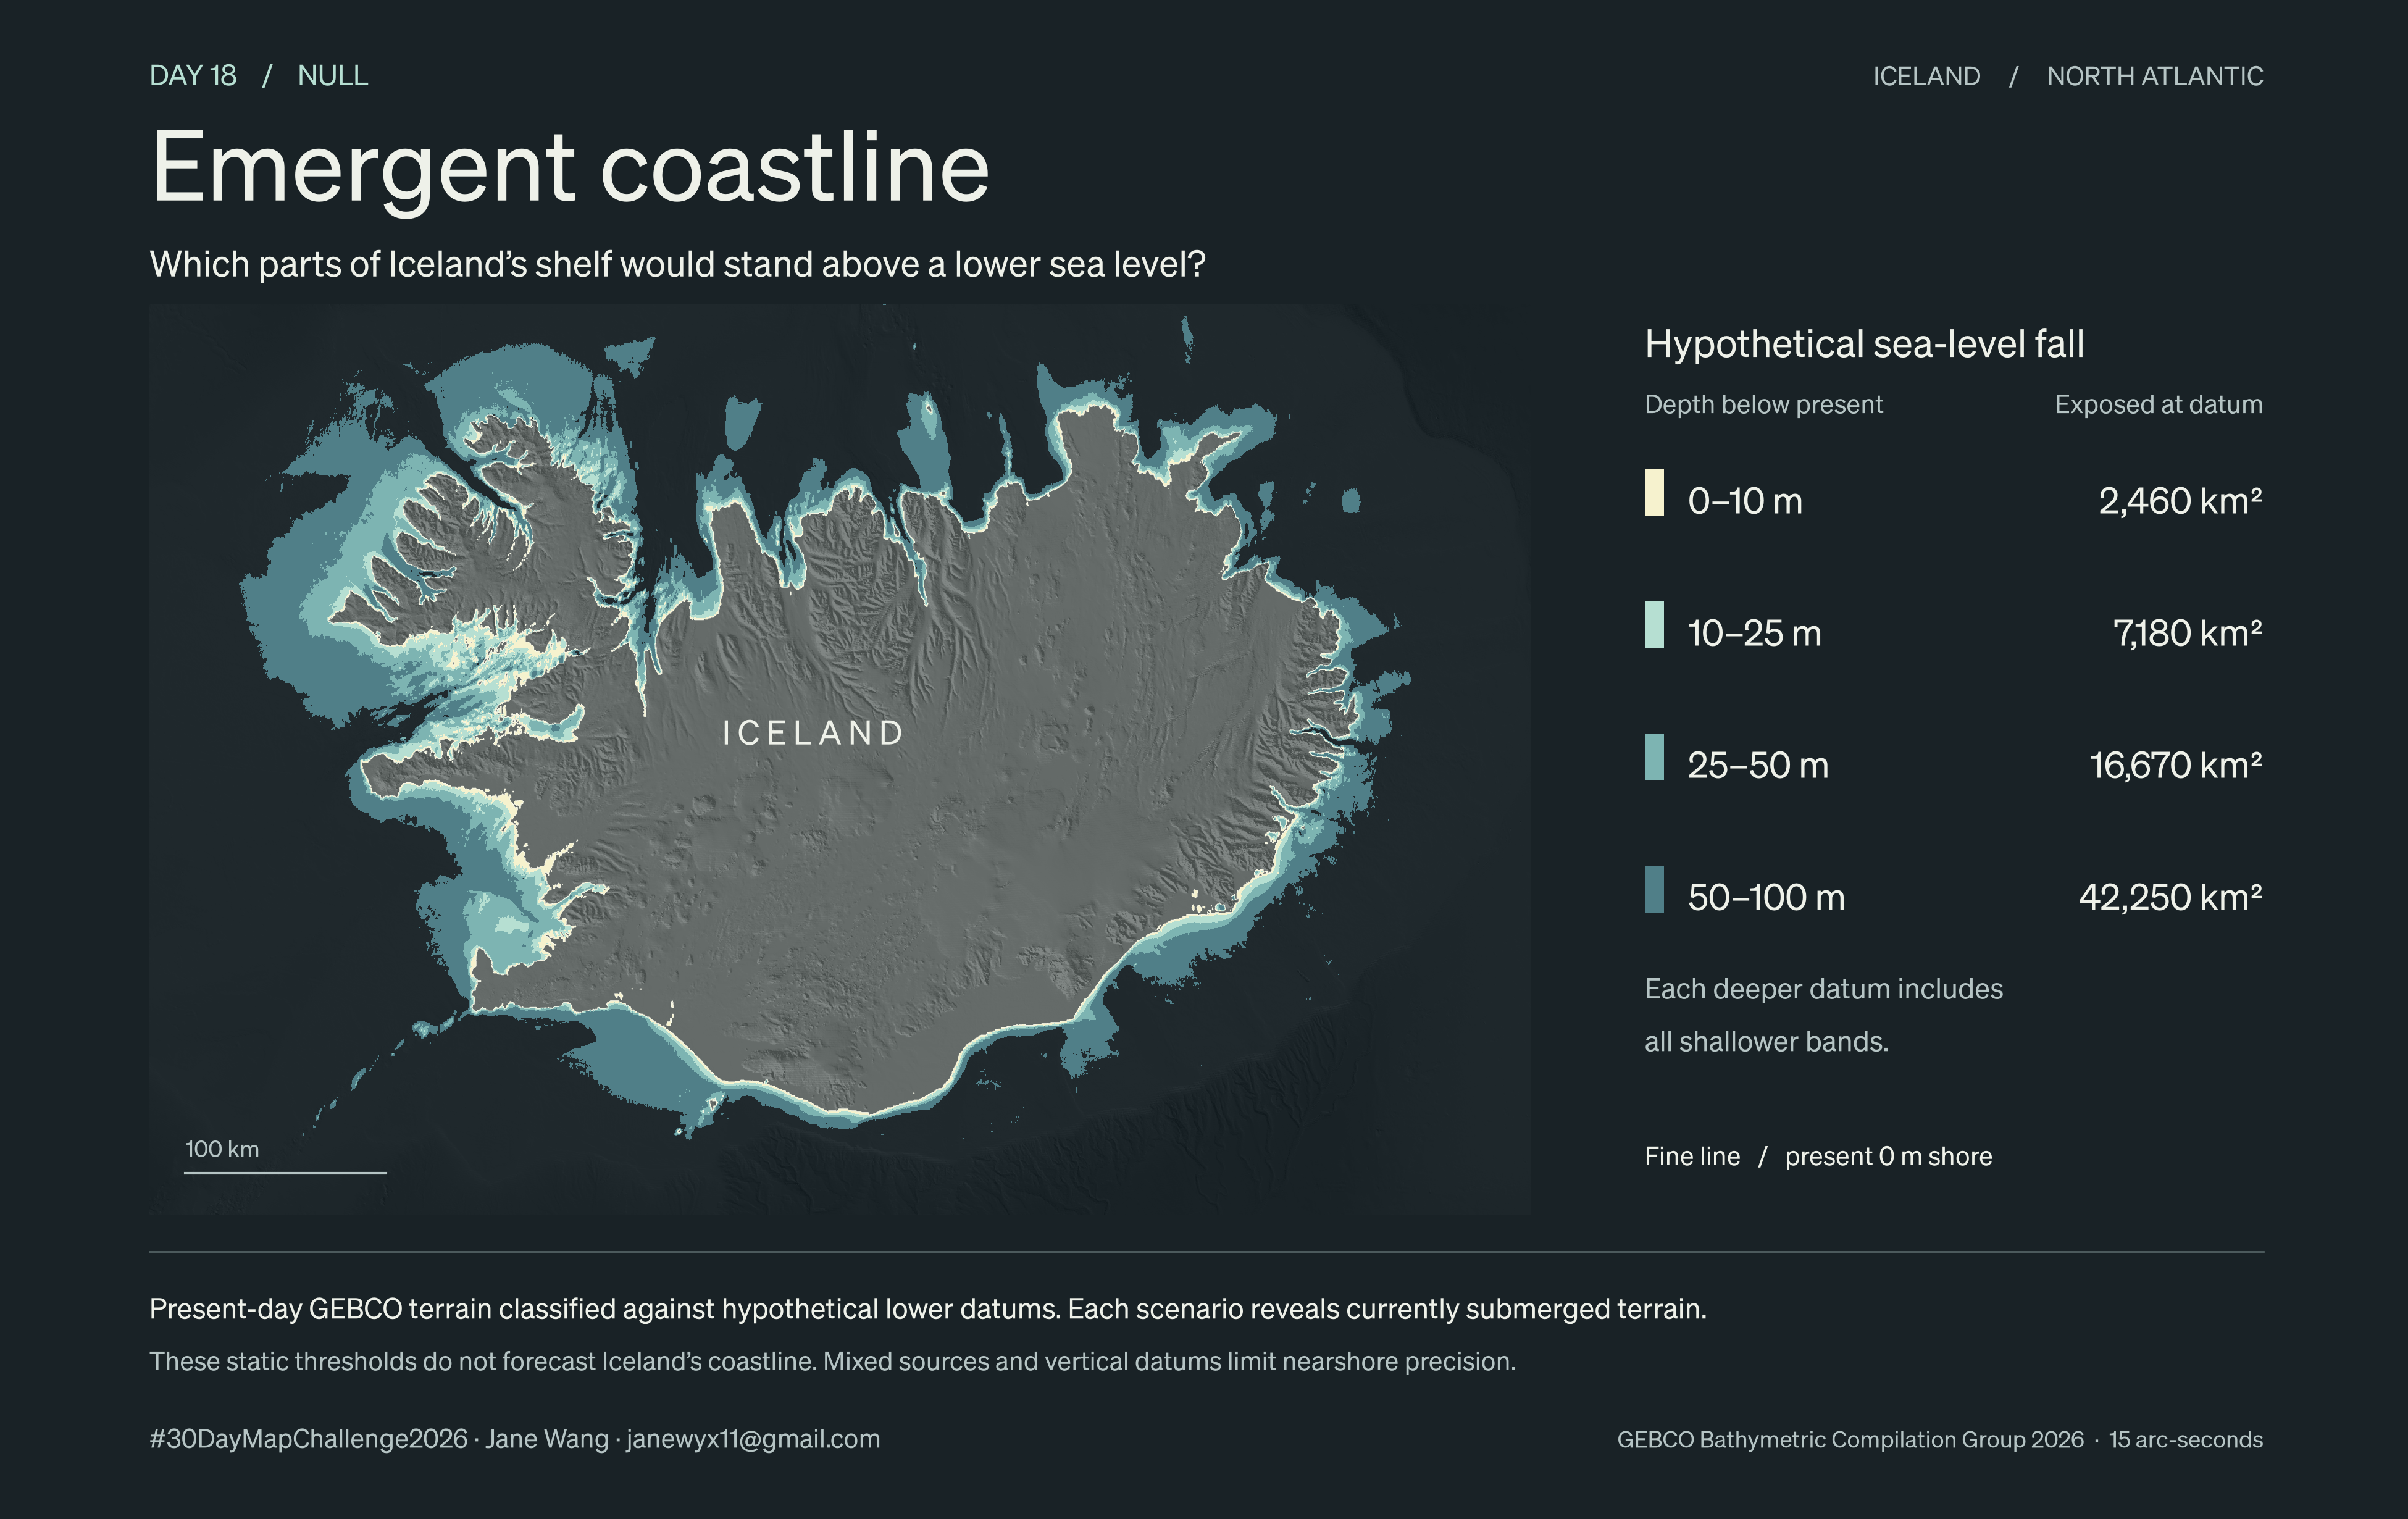 DAY 18 / NULL
ICELAND / NORTH ATLANTIC
Emergent coastline
Which parts of Iceland’s shelf would stand above a lower sea level?
Hypothetical sea-level fall
Depth below present Exposed at datum
0–10 m 2,460 km²
10–25 m 7,180 km²
25–50 m 16,670 km²
50–100 m 42,250 km²
Each deeper datum includes
all shallower bands.
Fine line / present 0 m shore
ICELAND
100 km
Present-day GEBCO terrain classified against hypothetical lower datums. Each scenario reveals currently submerged terrain.
These static thresholds do not forecast Iceland’s coastline. Mixed sources and vertical datums limit nearshore precision.
#30DayMapChallenge2026 · Jane Wang · janewyx11@gmail.com
GEBCO Bathymetric Compilation Group 2026 · 15 arc-seconds